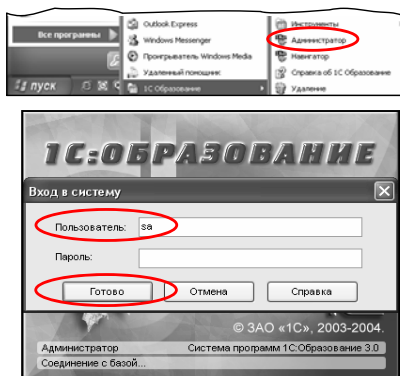 Все программы
Outlook Express
Windows Messenger
Проигрыватель Windows Media
Удаленный помощник
1С Образование
Инструменты
Администратор
Навигатор
Справка об 1С Образование
Удаление
пуск
1С:ОБРАЗОВАНИЕ
Вход в систему
Пользователь: sa
Пароль:
Готово Отмена Справка
© ЗАО «1С», 2003-2004.
Администратор Система программ 1С:Образование 3.0
Соединение с базой...